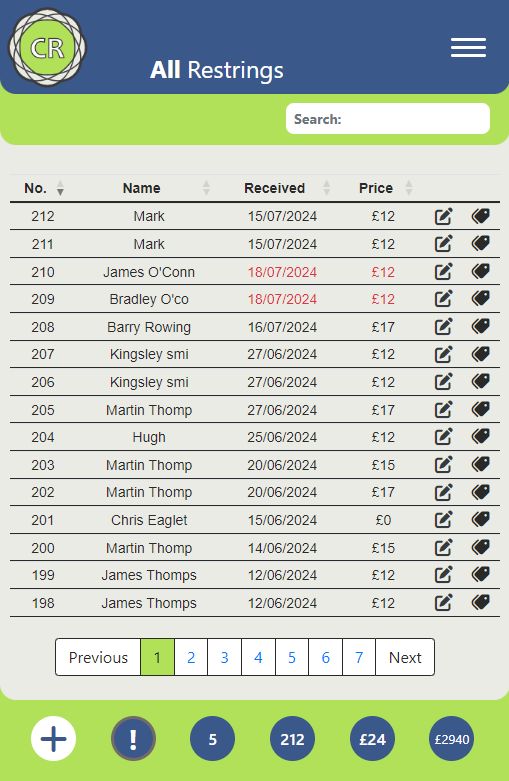 CR
All Restrings
Search:
No. Name Received Price
212 Mark 15/07/2024 £12
211 Mark 15/07/2024 £12
210 James O'Conn 18/07/2024 £12
209 Bradley O'co 18/07/2024 £12
208 Barry Rowing 16/07/2024 £17
207 Kingsley smi 27/06/2024 £12
206 Kingsley smi 27/06/2024 £12
205 Martin Thomp 27/06/2024 £17
204 Hugh 25/06/2024 £12
203 Martin Thomp 20/06/2024 £15
202 Martin Thomp 20/06/2024 £17
201 Chris Eaglet 15/06/2024 £0
200 Martin Thomp 14/06/2024 £15
199 James Thomps 12/06/2024 £12
198 James Thomps 12/06/2024 £12
Previous 1 2 3 4 5 6 7 Next
+ ! 5 212 £24 £2940